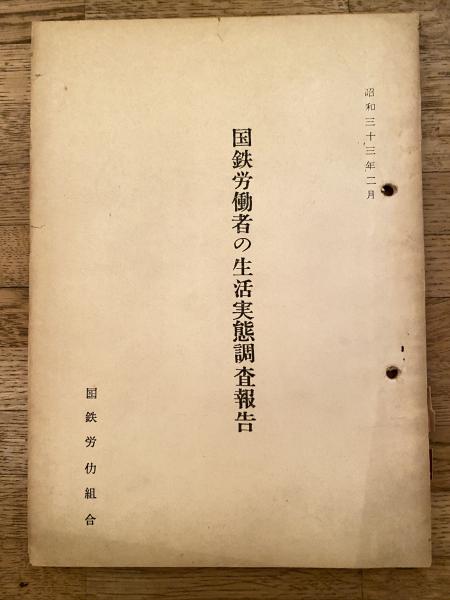 昭和三十三年二月
国鉄労働者の生活実態調査報告
国鉄労仂組合